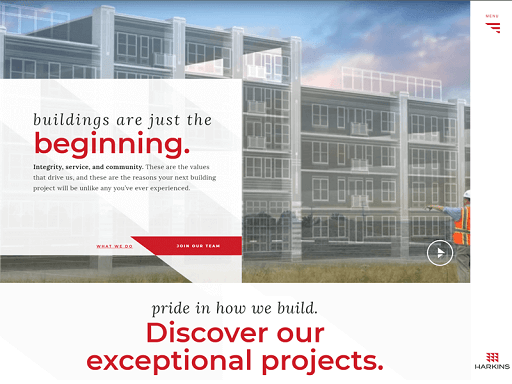 MENU
buildings are just the
beginning.
Integrity, service, and community. These are the values
that drive us, and these are the reasons your next building
project will be unlike any you've ever experienced.
WHAT WE DO
JOIN OUR TEAM
pride in how we build.
Discover our
exceptional projects.
HARKINS